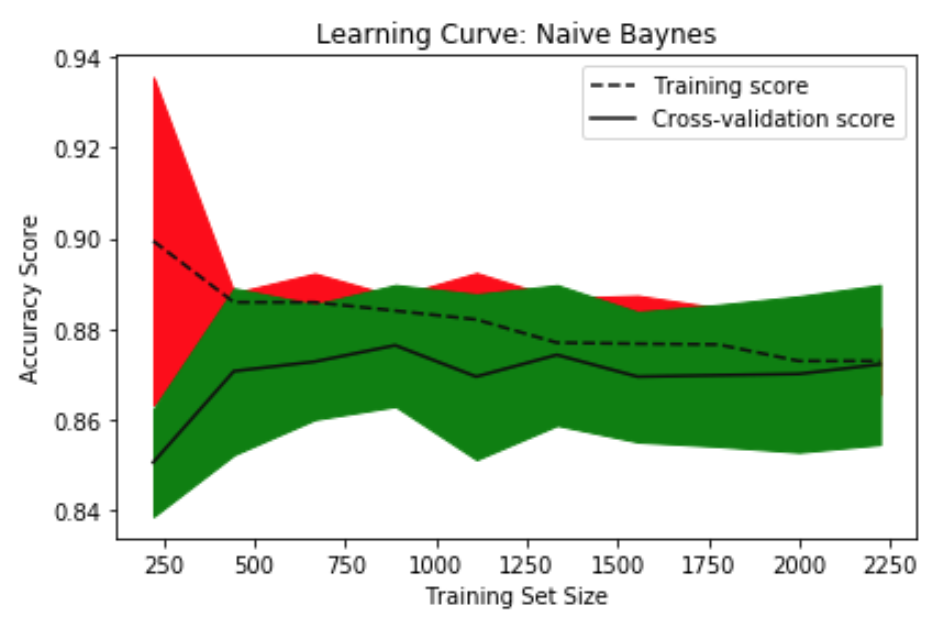 Learning Curve: Naive Baynes
Training score
Cross-validation score
Accuracy Score
0.94
0.92
0.90
0.88
0.86
0.84
250 500 750 1000 1250 1500 1750 2000 2250
Training Set Size